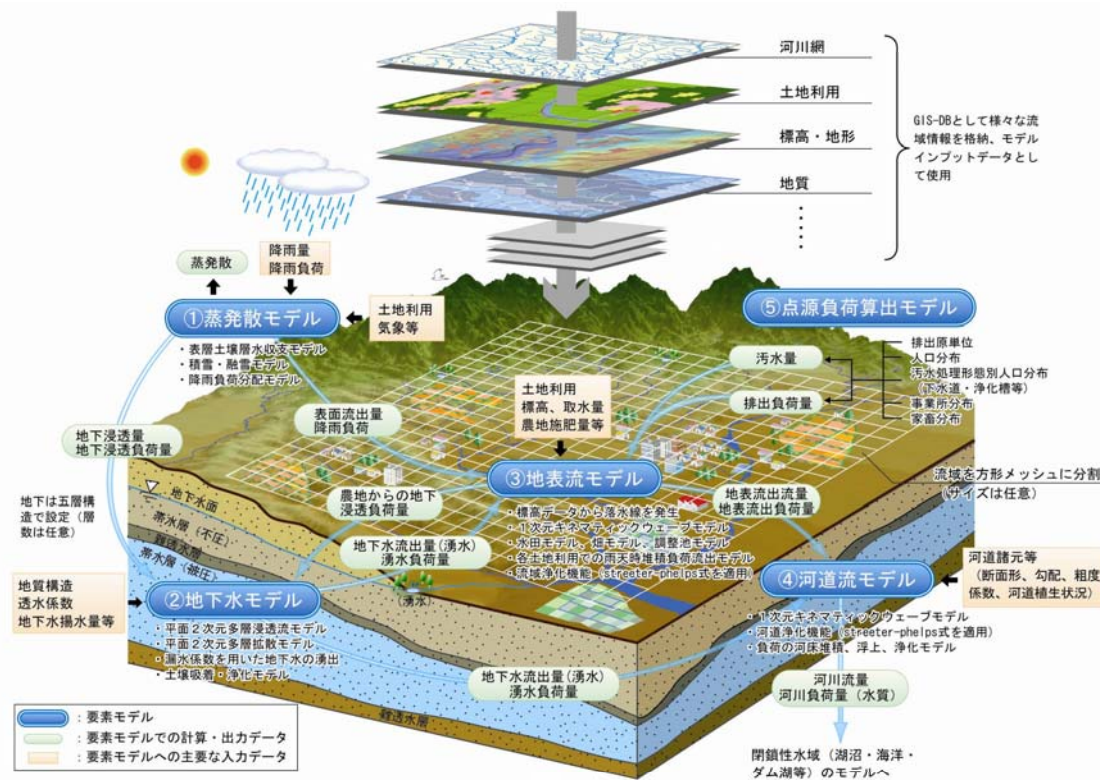 河川網
土地利用
標高・地形
地質
GIS-DBとして様々な流
域情報を格納、モデル
インプットデータとし
て使用
蒸発散
降雨量
降雨負荷
①蒸発散モデル
土地利用
気象等
・表層土壌層水収支モデル
・積雪・融雪モデル
・降雨負荷分配モデル
⑤点源負荷算出モデル
汚水量
排出負荷量
排出原単位
人口分布
汚水処理形態別人口分布
(下水道・浄化槽等)
事業所分布
家畜分布
土地利用
標高、取水量
農地施肥量等
表面流出量
降雨負荷
地下浸透量
地下浸透負荷量
③地表流モデル
・標高データから落水線を発生
・1次元キネマティックウェーブモデル
・水田モデル、畑モデル、調整池モデル
・各土地利用での雨天時堆積負荷流出モデル
・流域浄化機能(streeter-phelps式を適用)
流域を方形メッシュに分割
(サイズは任意)
農地からの地下
浸透負荷量
地表流出流量
地表流出負荷量
地下は五層構
造で設定(層
数は任意)
地下水面
帯水層(不圧)
難透水層
帯水層(被圧)
地下水流出量(湧水)
湧水負荷量
(湧水)
地質構造
透水係数
地下水揚水量等
②地下水モデル
・平面2次元多層浸透流モデル
・平面2次元多層拡散モデル
・漏水係数を用いた地下水の湧出
・土壌吸着・浄化モデル
④河道流モデル
河道諸元等
(断面形、勾配、粗度
係数、河道植生状況)
・1次元キネマティックウェーブモデル
・河道浄化機能(streeter-phelps式を適用)
・負荷の河床堆積、浮上、浄化モデル
地下水流出量(湧水)
湧水負荷量
河川流量
河川負荷量(水質)
難透水層
閉鎖性水域(湖沼・海洋・
ダム湖等)のモデルへ
:要素モデル
:要素モデルでの計算・出力データ
:要素モデルへの主要な入力データ